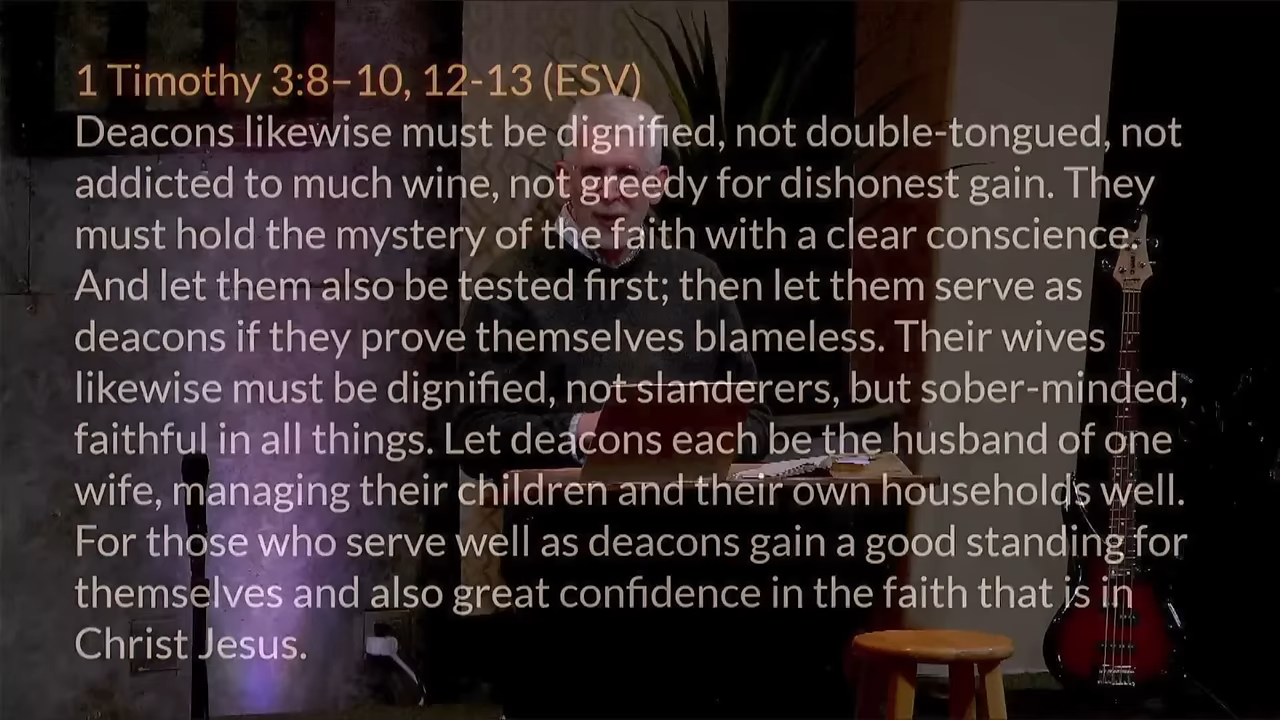 1 Timothy 3:8–10, 12-13 (ESV)
Deacons likewise must be dignified, not double-tongued, not
addicted to much wine, not greedy for dishonest gain. They
must hold the mystery of the faith with a clear conscience.
And let them also be tested first; then let them serve as
deacons if they prove themselves blameless. Their wives
likewise must be dignified, not slanderers, but sober-minded,
faithful in all things. Let deacons each be the husband of one
wife, managing their children and their own households well.
For those who serve well as deacons gain a good standing for
themselves and also great confidence in the faith that is in
Christ Jesus.